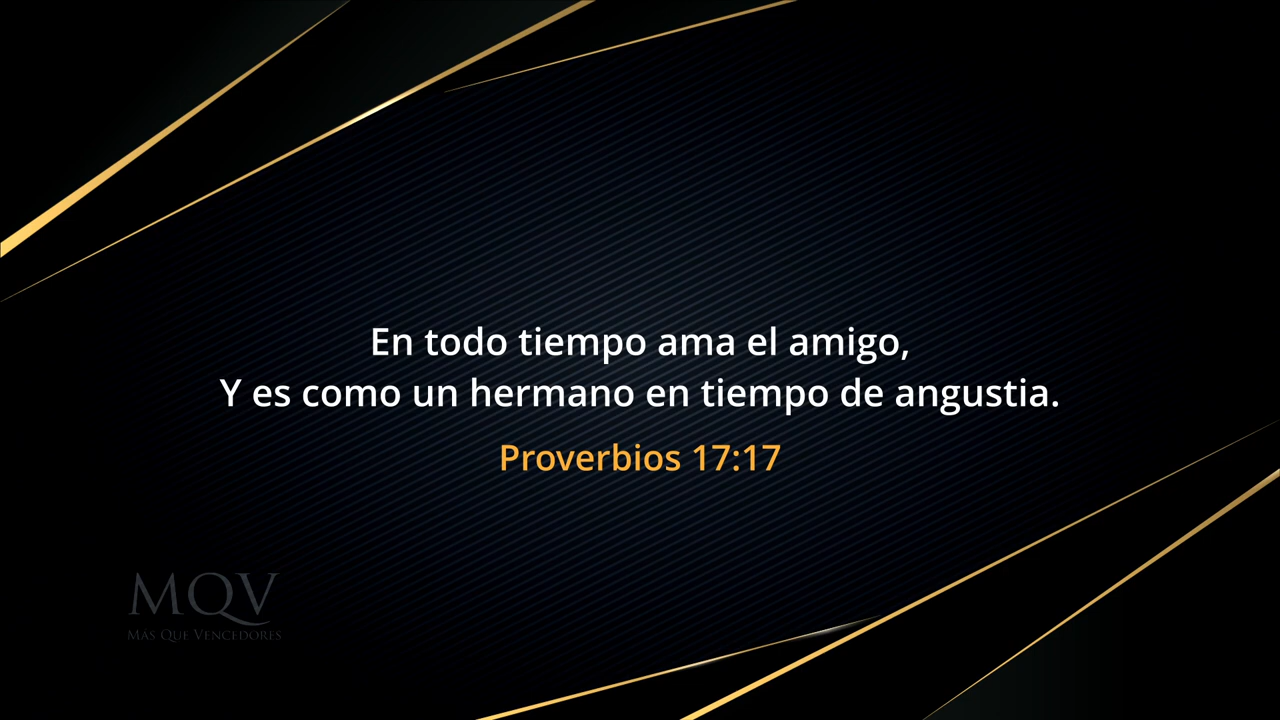 En todo tiempo ama el amigo,
Y es como un hermano en tiempo de angustia.
Proverbios 17:17
MQV
Mas Que Vencedores